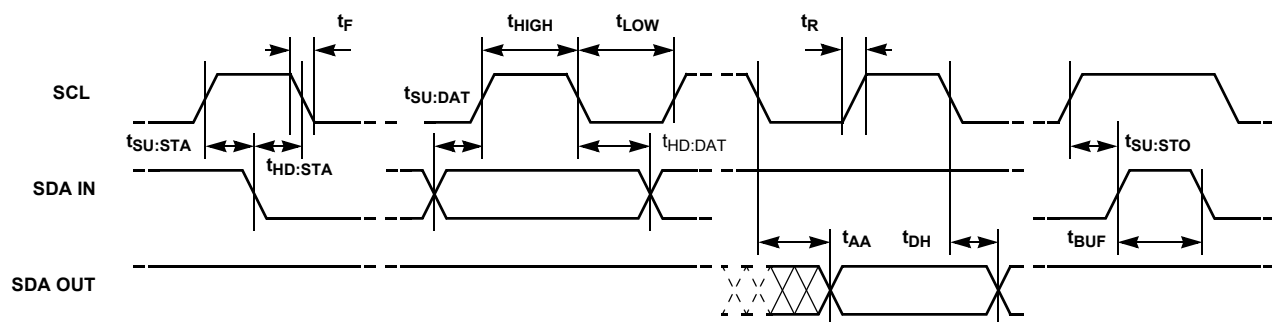 tF
tHIGH
tLOW
tR
SCL
tSU:DAT
tSU:STA
tHD:STA
tHD:DAT
tSU:STO
SDA IN
tAA
tDH
tBUF
SDA OUT